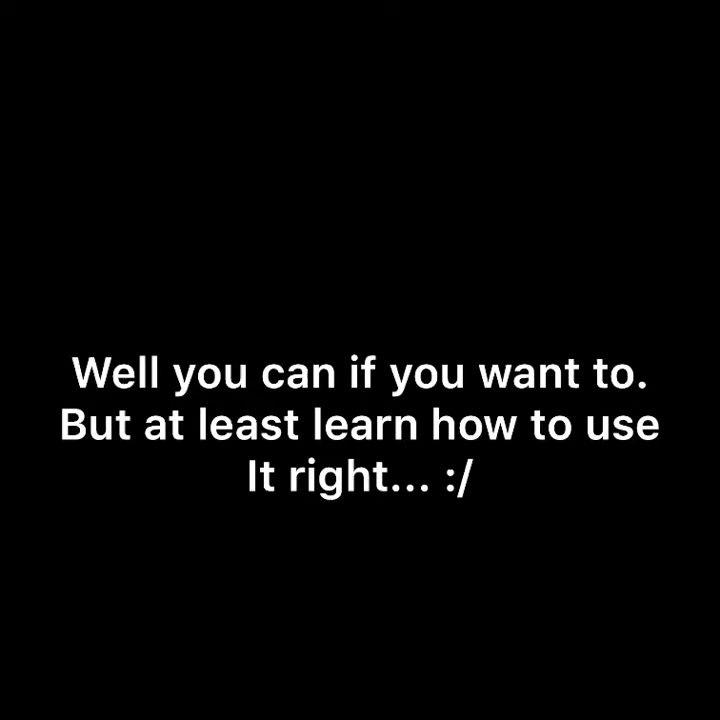 Well you can if you want to.
But at least learn how to use
It right... :/